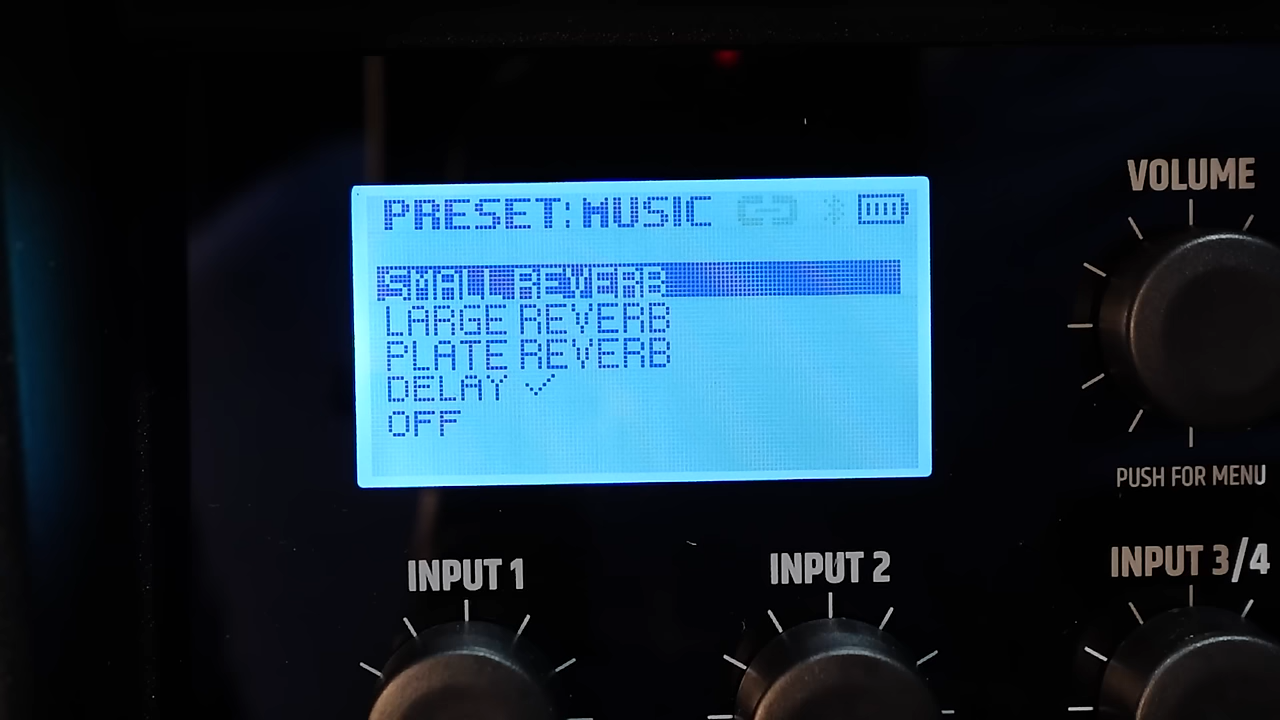 PRESET: MUSIC
SMALL REVERB
LARGE REVERB
PLATE REVERB
DELAY ✓
OFF
VOLUME
PUSH FOR MENU
INPUT 1
INPUT 2
INPUT 3/4